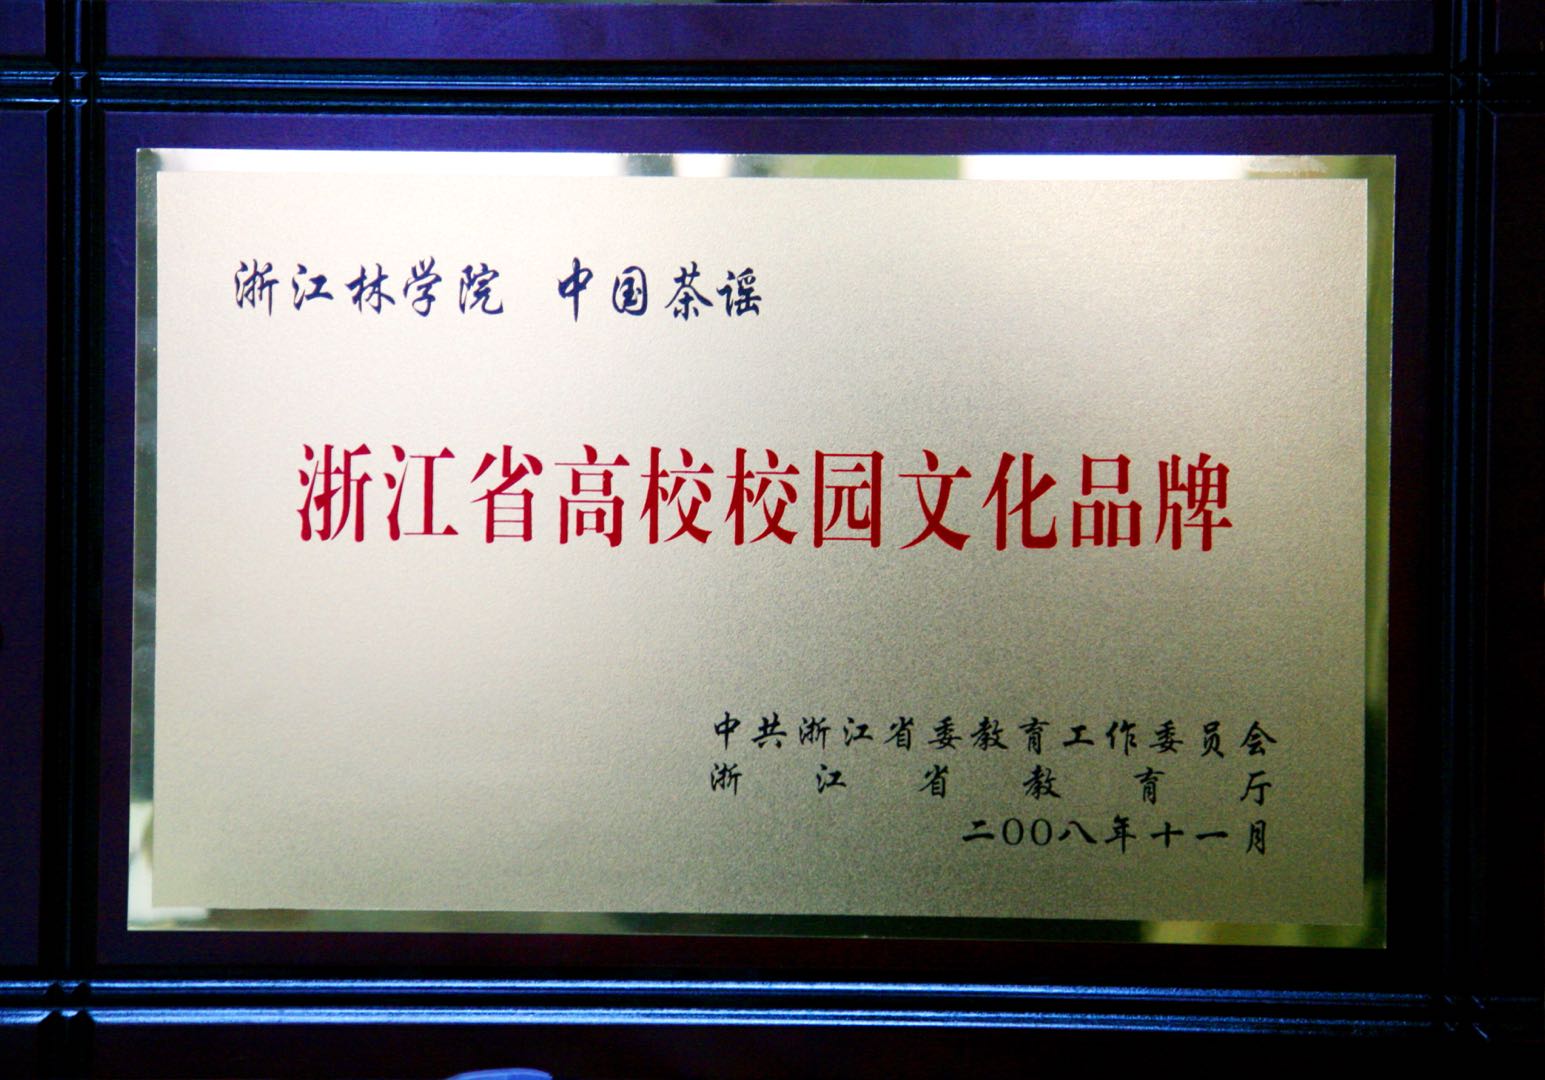 浙江林学院 中国茶谣
浙江省高校校园文化品牌
中共浙江省委教育工作委员会
浙江省教育厅
二〇〇八年十一月